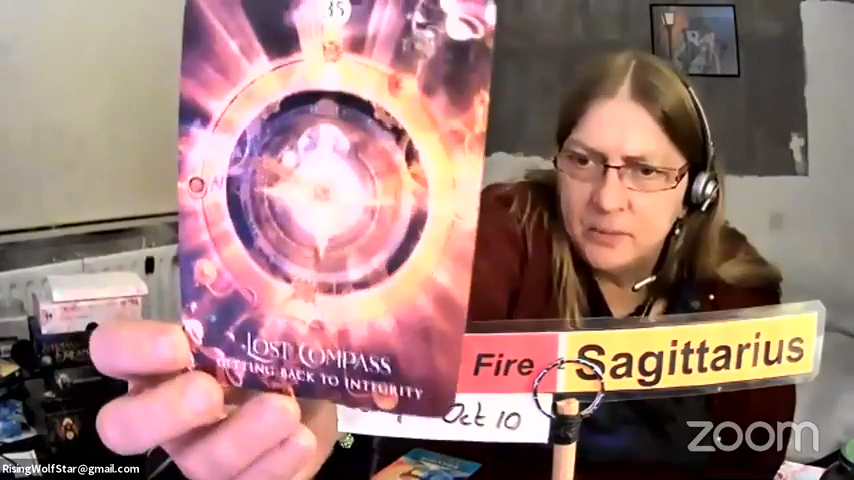 35
N
LOST COMPASS
GETTING BACK TO INTEGRITY
Fire
Sagittarius
Oct 10
zoom
RisingWolfStar@gmail.com